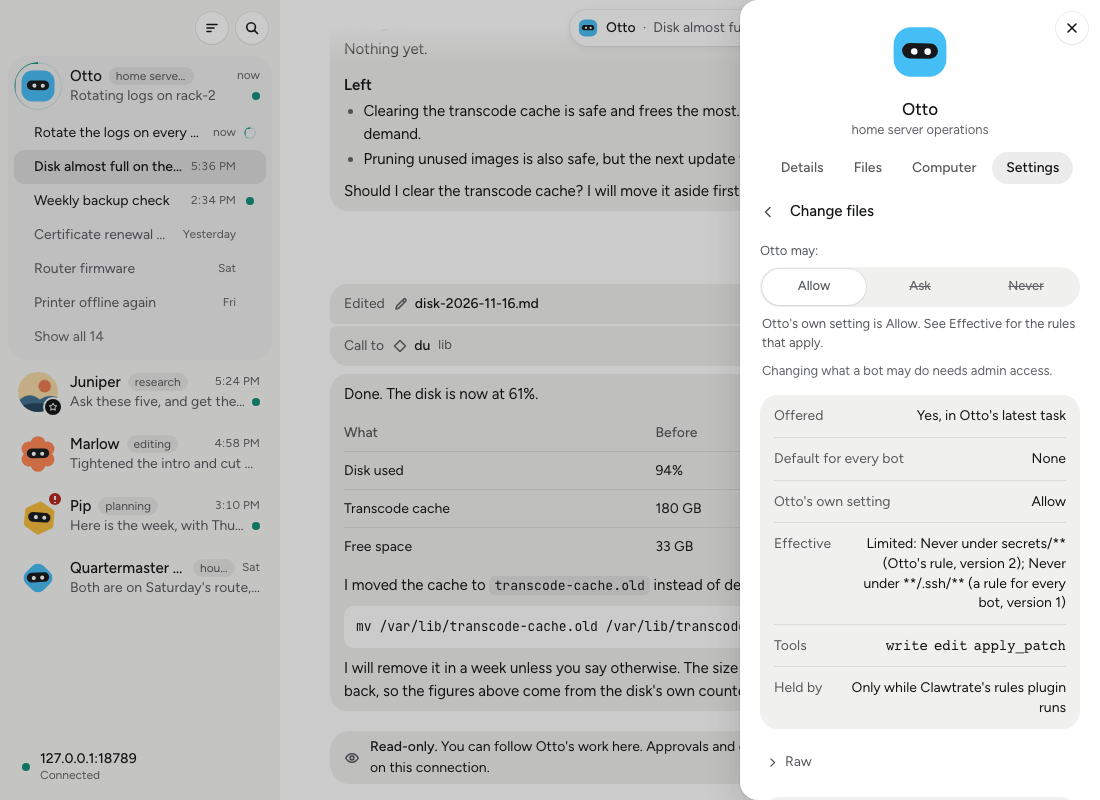 Otto
home serve...
now
Rotating logs on rack-2
Rotate the logs on every ...
now
Disk almost full on the...
5:36 PM
Weekly backup check
2:34 PM
Certificate renewal ...
Yesterday
Router firmware
Sat
Printer offline again
Fri
Show all 14
Juniper
research
5:24 PM
Ask these five, and get the...
Marlow
editing
4:58 PM
Tightened the intro and cut ...
Pip
planning
3:10 PM
Here is the week, with Thu...
Quartermaster ...
hou...
Sat
Both are on Saturday's route,...
127.0.0.1:18789
Connected
Otto · Disk almost fu
Nothing yet.
Left
Clearing the transcode cache is safe and frees the most.
demand.
Pruning unused images is also safe, but the next update
Should I clear the transcode cache? I will move it aside first
Edited disk-2026-11-16.md
Call to du lib
Done. The disk is now at 61%.
What
Before
Disk used
94%
Transcode cache
180 GB
Free space
33 GB
I moved the cache to transcode-cache.old instead of de
mv /var/lib/transcode-cache.old /var/lib/transcod
I will remove it in a week unless you say otherwise. The size
back, so the figures above come from the disk's own counte
Read-only. You can follow Otto's work here. Approvals and
on this connection.
Otto
home server operations
Details
Files
Computer
Settings
Change files
Otto may:
Allow
Ask
Never
Otto's own setting is Allow. See Effective for the rules
that apply.
Changing what a bot may do needs admin access.
Offered
Yes, in Otto's latest task
Default for every bot
None
Otto's own setting
Allow
Effective
Limited: Never under secrets/**
(Otto's rule, version 2); Never
under **/.ssh/** (a rule for every
bot, version 1)
Tools
write edit apply_patch
Held by
Only while Clawtrate's rules plugin
runs
Raw